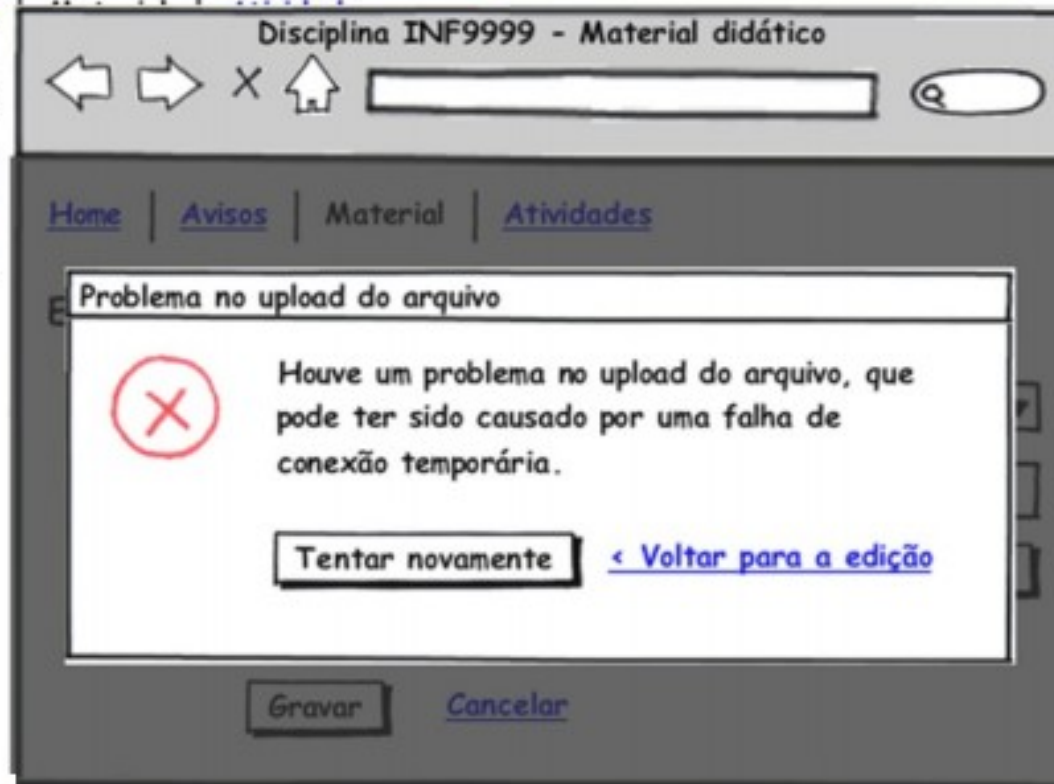 Disciplina INF9999 - Material didático
Home | Avisos | Material | Atividades
Problema no upload do arquivo
Houve um problema no upload do arquivo, que
pode ter sido causado por uma falha de
conexão temporária.
Tentar novamente < Voltar para a edição
Gravar Cancelar